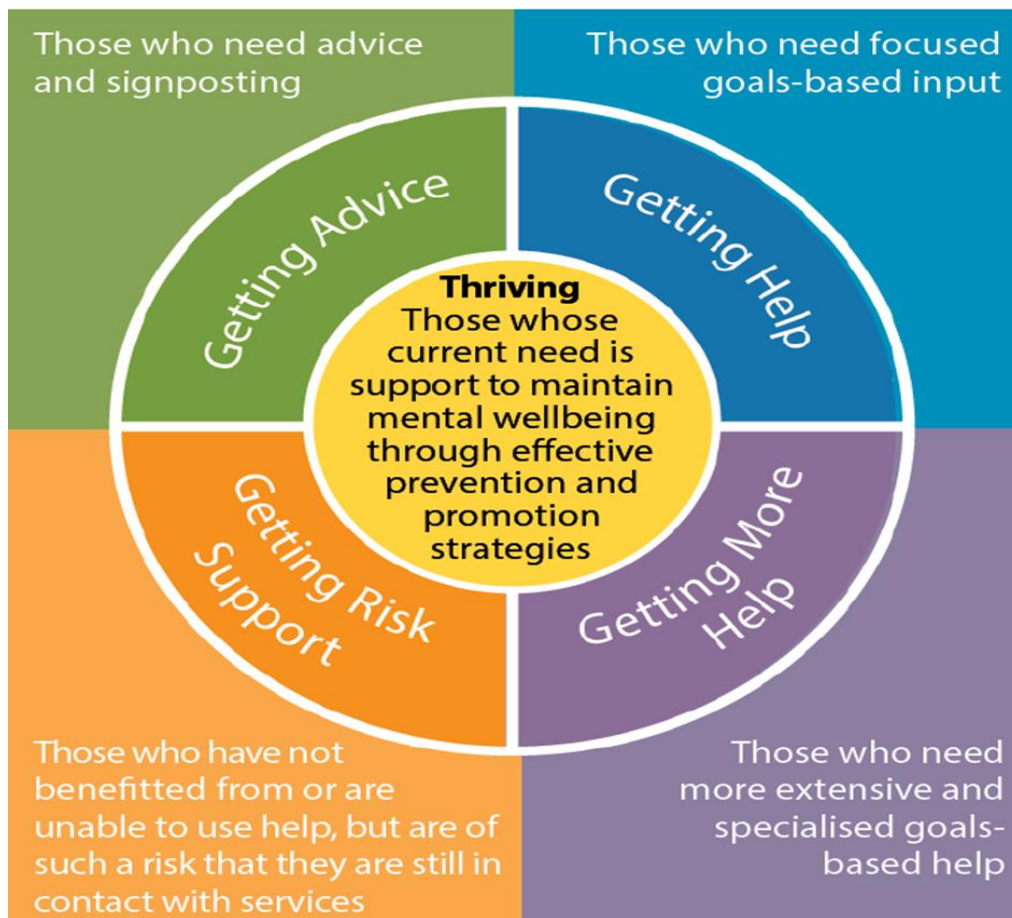 Those who need advice
and signposting
Those who need focused
goals-based input
Getting Advice
Getting Help
Thriving
Those whose
current need is
support to maintain
mental wellbeing
through effective
prevention and
promotion
strategies
Getting Risk
Support
Getting More
Help
Those who have not
benefitted from or are
unable to use help, but are of
such a risk that they are still in
contact with services
Those who need
more extensive and
specialised goals-
based help